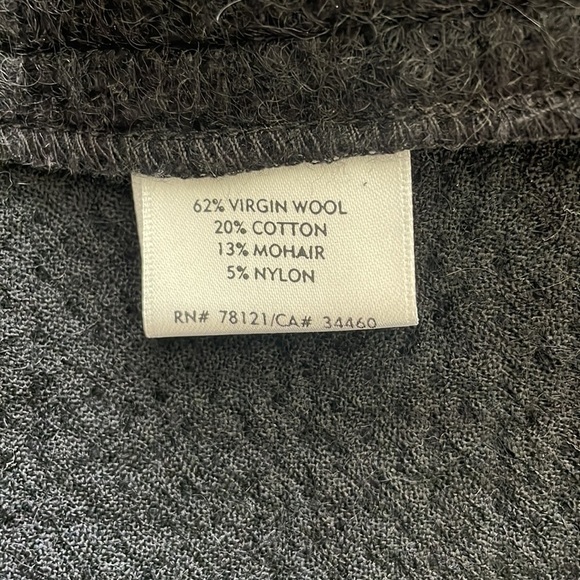 62% VIRGIN WOOL
20% COTTON
13% MOHAIR
5% NYLON
RN# 78121/CA# 34460